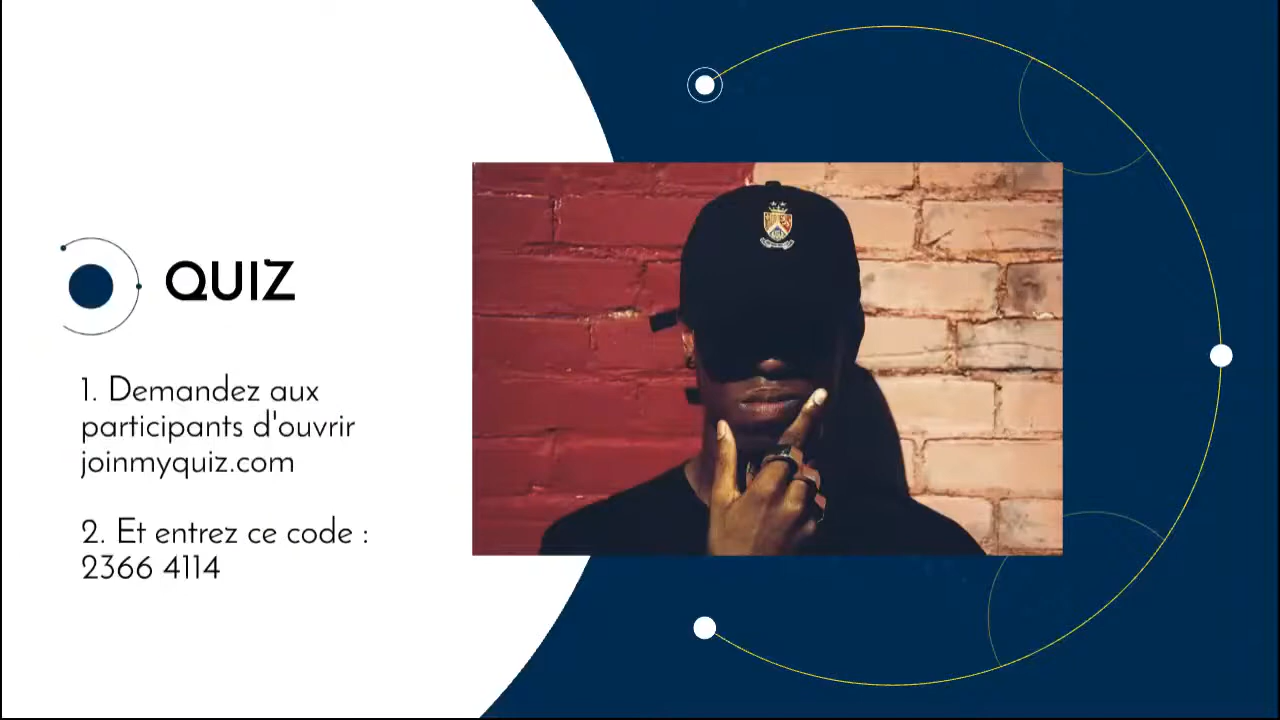 QUIZ
1. Demandez aux
participants d'ouvrir
joinmyquiz.com
2. Et entrez ce code :
2366 4114